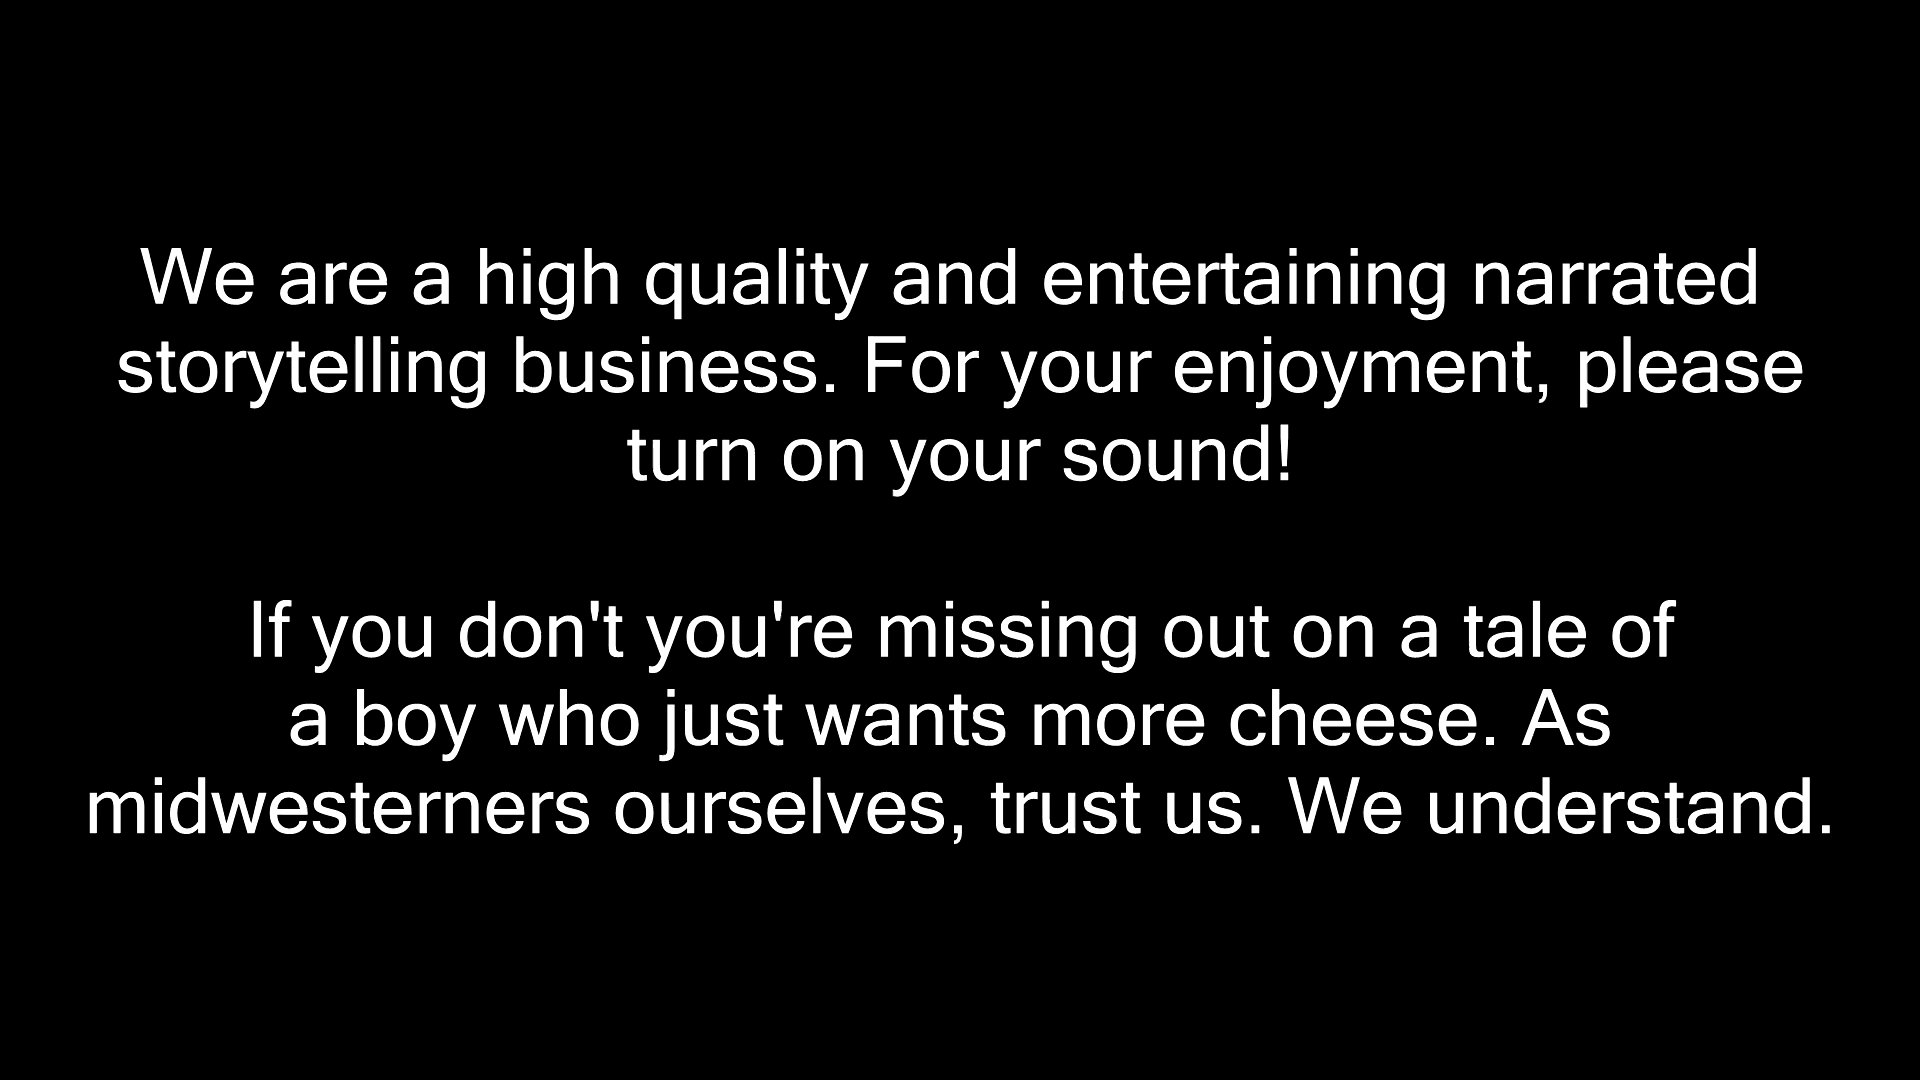 We are a high quality and entertaining narrated
storytelling business. For your enjoyment, please
turn on your sound!
If you don't you're missing out on a tale of
a boy who just wants more cheese. As
midwesterners ourselves, trust us. We understand.